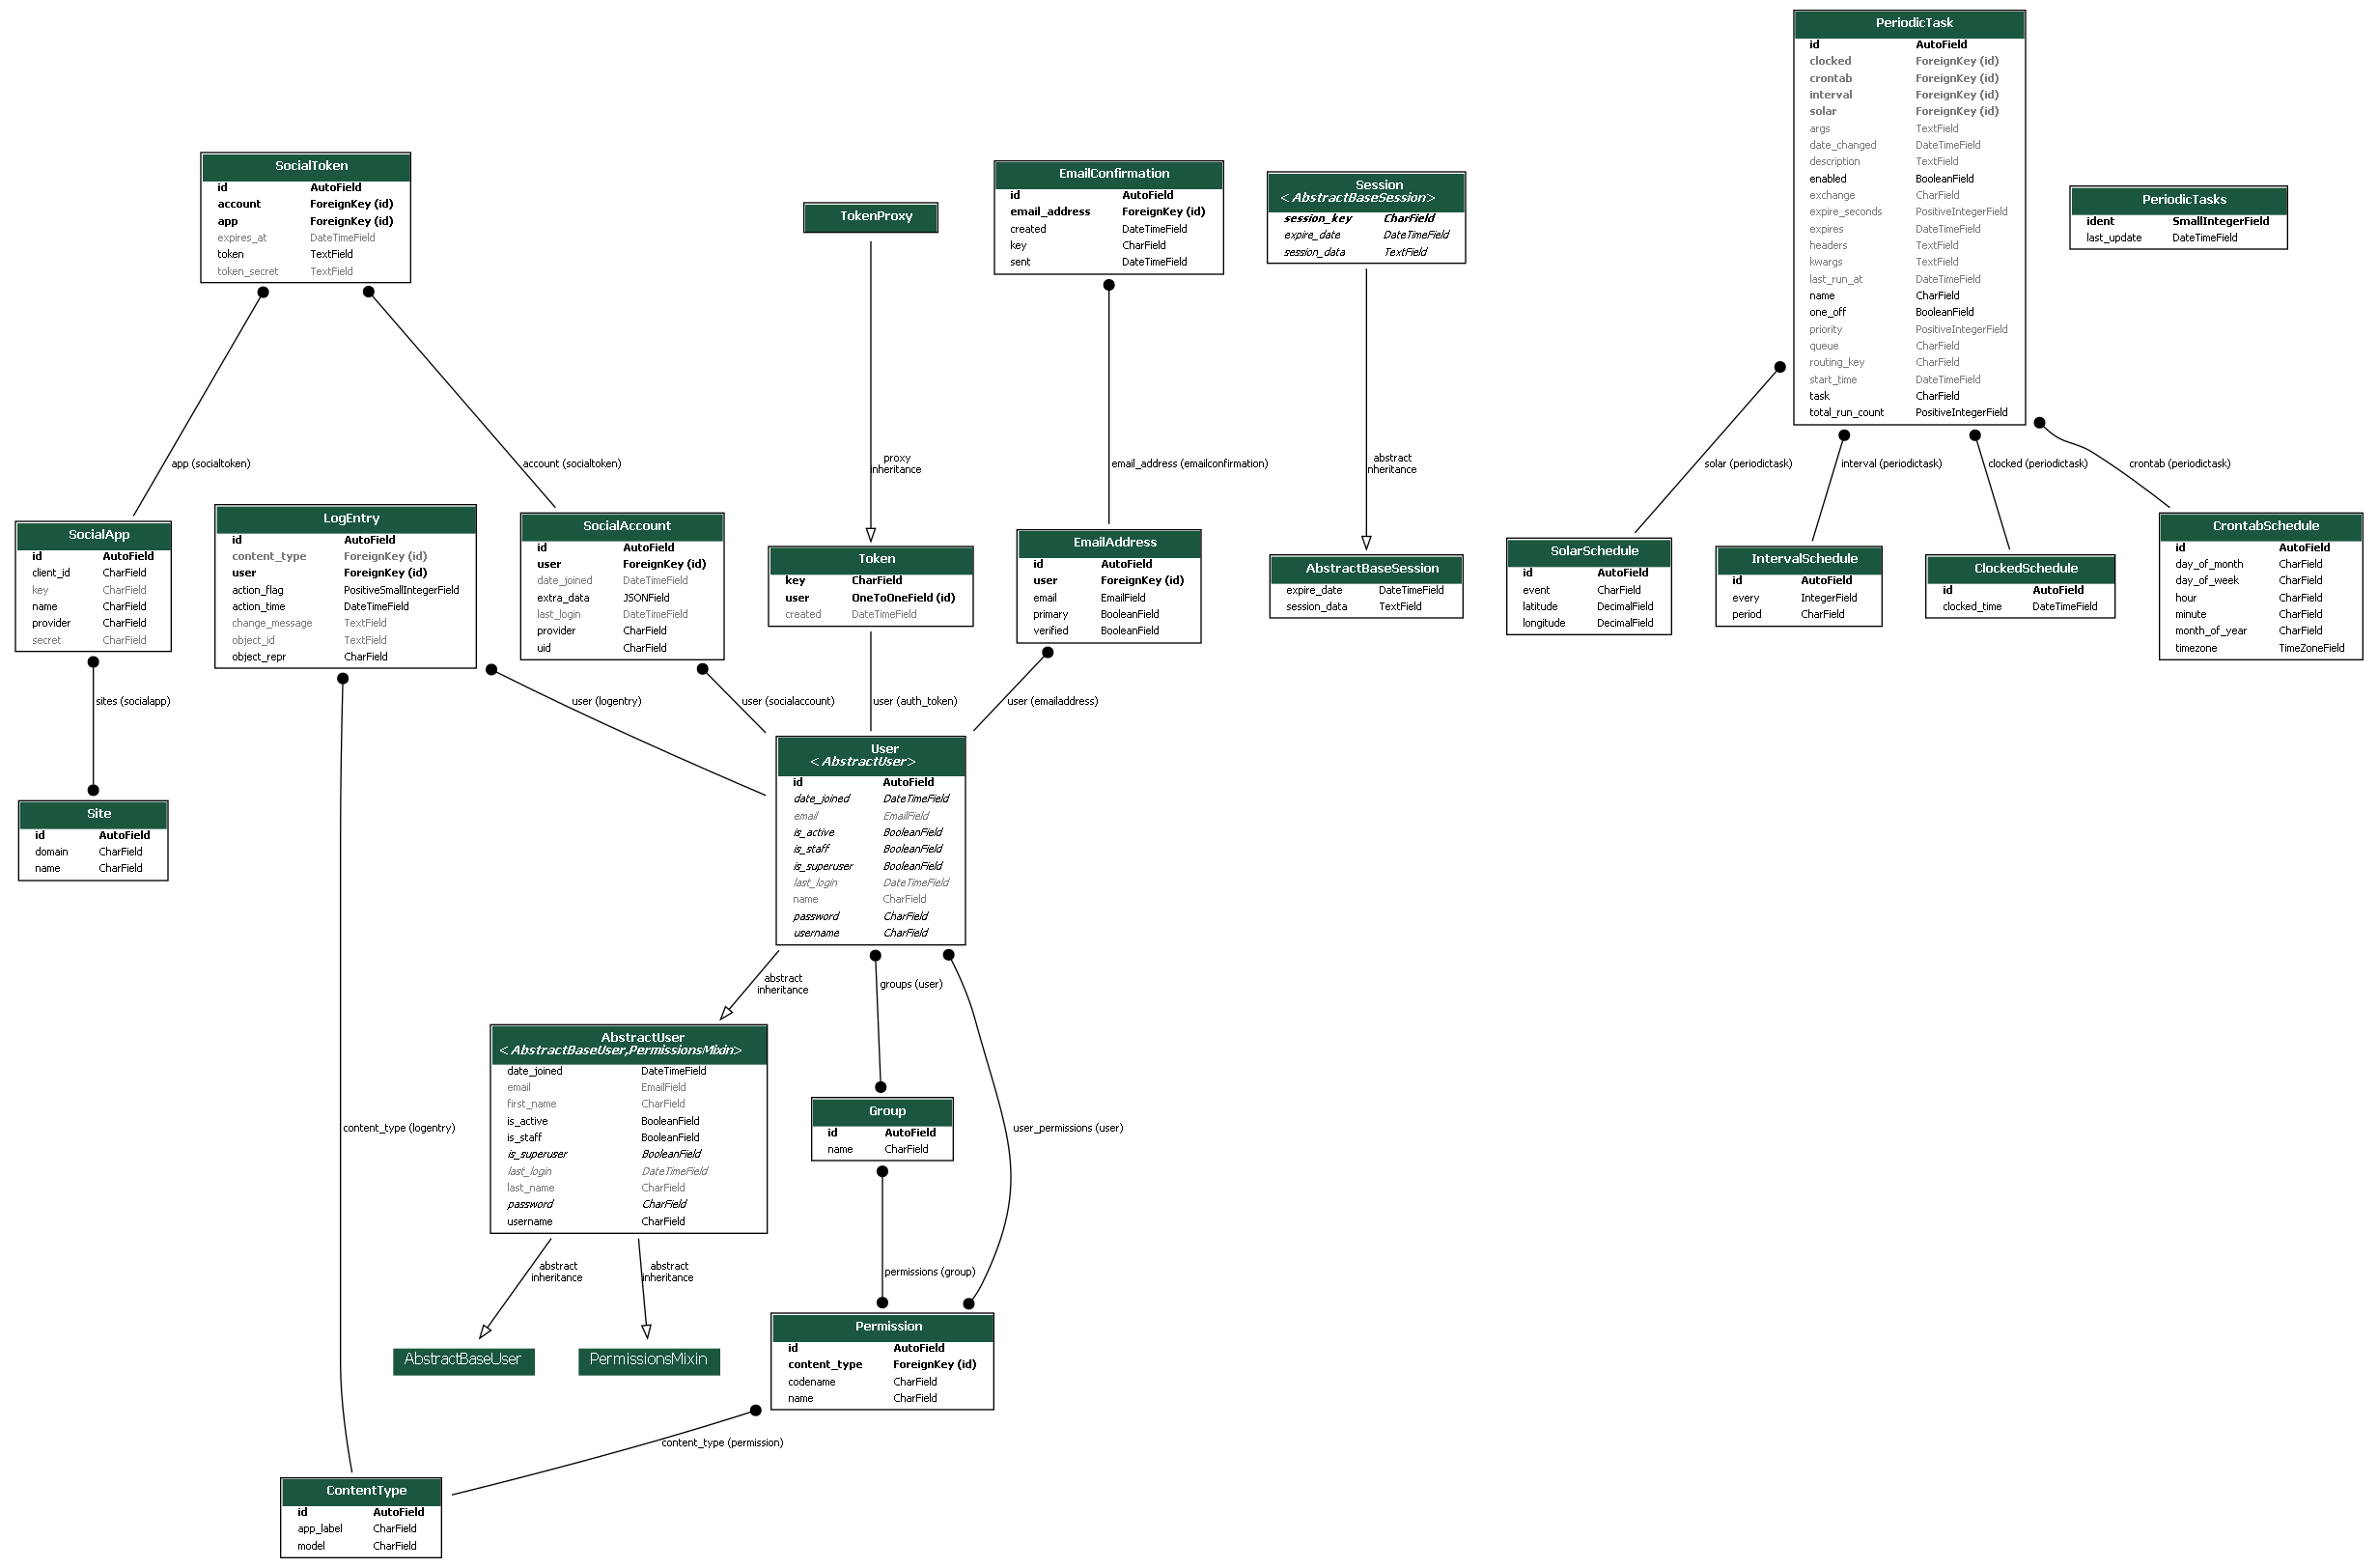 PeriodicTask
id AutoField
clocked ForeignKey (id)
crontab ForeignKey (id)
interval ForeignKey (id)
solar ForeignKey (id)
args TextField
date_changed DateTimeField
description TextField
enabled BooleanField
exchange CharField
expire_seconds PositiveIntegerField
expires DateTimeField
headers TextField
kwargs TextField
last_run_at DateTimeField
name CharField
one_off BooleanField
priority PositiveIntegerField
queue CharField
routing_key CharField
start_time DateTimeField
task CharField
total_run_count PositiveIntegerField
SocialToken
id AutoField
account ForeignKey (id)
app ForeignKey (id)
expires_at DateTimeField
token TextField
token_secret TextField
TokenProxy
EmailConfirmation
id AutoField
email_address ForeignKey (id)
created DateTimeField
key CharField
sent DateTimeField
Session
<AbstractBaseSession>
session_key CharField
expire_date DateTimeField
session_data TextField
PeriodicTasks
ident SmallIntegerField
last_update DateTimeField
app (socialtoken)
account (socialtoken)
proxy
inheritance
email_address (emailconfirmation)
abstract
inheritance
solar (periodictask)
interval (periodictask)
clocked (periodictask)
crontab (periodictask)
SocialApp
id AutoField
client_id CharField
key CharField
name CharField
provider CharField
secret CharField
LogEntry
id AutoField
content_type ForeignKey (id)
user ForeignKey (id)
action_flag PositiveSmallIntegerField
action_time DateTimeField
change_message TextField
object_id TextField
object_repr CharField
SocialAccount
id AutoField
user ForeignKey (id)
date_joined DateTimeField
extra_data JSONField
last_login DateTimeField
provider CharField
uid CharField
Token
key CharField
user OneToOneField (id)
created DateTimeField
EmailAddress
id AutoField
user ForeignKey (id)
email EmailField
primary BooleanField
verified BooleanField
AbstractBaseSession
expire_date DateTimeField
session_data TextField
SolarSchedule
id AutoField
event CharField
latitude DecimalField
longitude DecimalField
IntervalSchedule
id AutoField
every IntegerField
period CharField
ClockedSchedule
id AutoField
clocked_time DateTimeField
CrontabSchedule
id AutoField
day_of_month CharField
day_of_week CharField
hour CharField
minute CharField
month_of_year CharField
timezone TimeZoneField
sites (socialapp)
user (logentry)
user (socialaccount)
user (auth_token)
user (emailaddress)
Site
id AutoField
domain CharField
name CharField
User
<AbstractUser>
id AutoField
date_joined DateTimeField
email EmailField
is_active BooleanField
is_staff BooleanField
is_superuser BooleanField
last_login DateTimeField
name CharField
password CharField
username CharField
abstract
inheritance
groups (user)
AbstractUser
<AbstractBaseUser,PermissionsMixin>
date_joined DateTimeField
email EmailField
first_name CharField
is_active BooleanField
is_staff BooleanField
is_superuser BooleanField
last_login DateTimeField
last_name CharField
password CharField
username CharField
Group
id AutoField
name CharField
content_type (logentry)
user_permissions (user)
abstract
inheritance
abstract
inheritance
permissions (group)
AbstractBaseUser
PermissionsMixin
Permission
id AutoField
content_type ForeignKey (id)
codename CharField
name CharField
content_type (permission)
ContentType
id AutoField
app_label CharField
model CharField